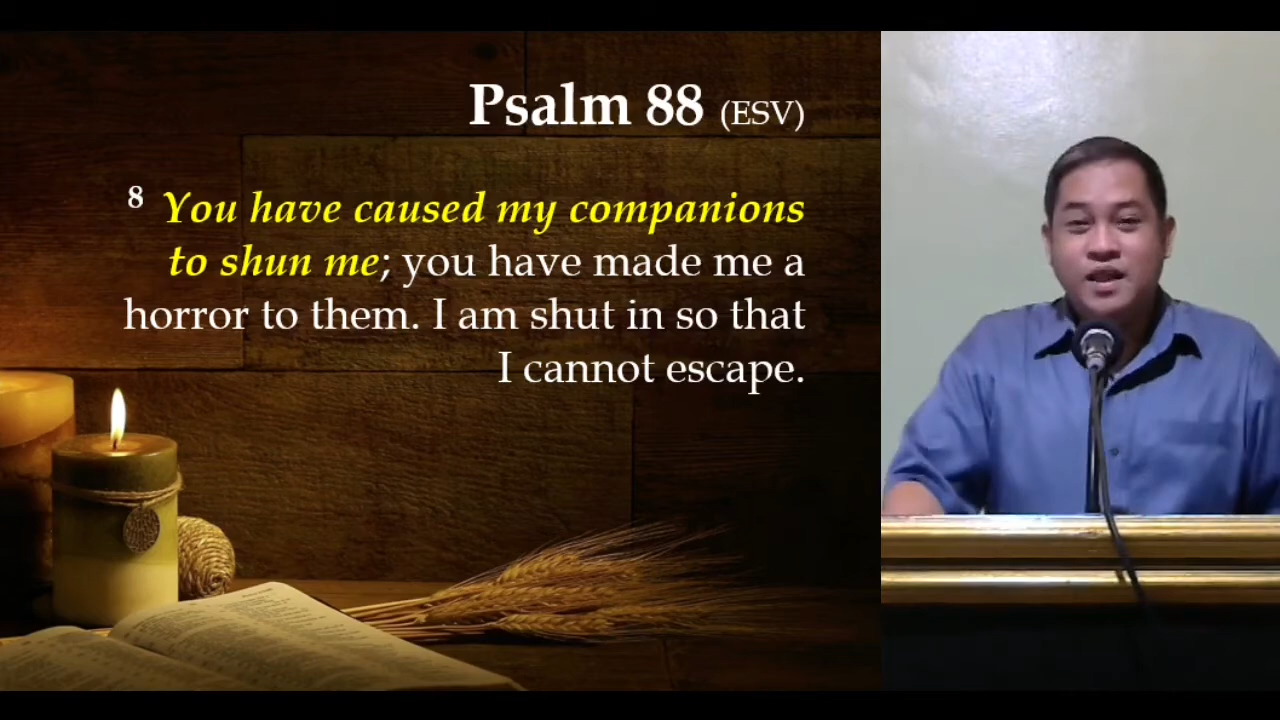 Psalm 88 (ESV)
8 You have caused my companions
to shun me; you have made me a
horror to them. I am shut in so that
I cannot escape.